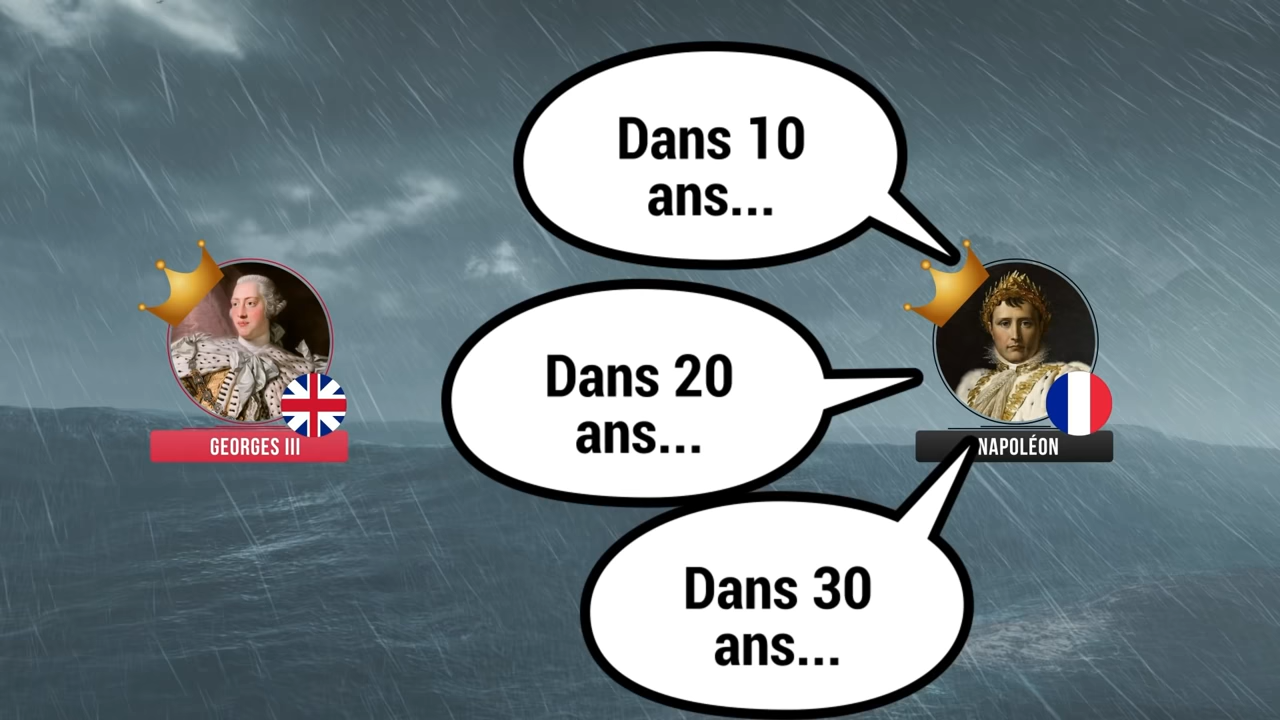 Dans 10
ans...
Dans 20
ans...
GEORGES III
NAPOLÉON
Dans 30
ans...